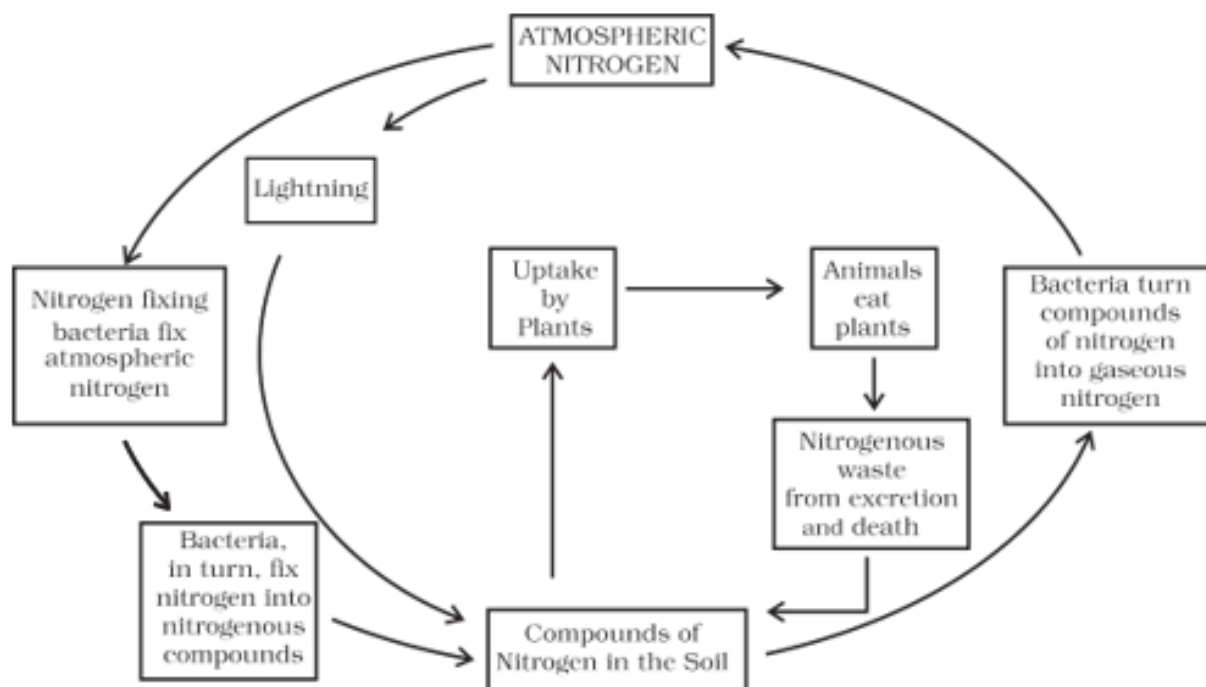 ATMOSPHERIC
NITROGEN
Lightning
Nitrogen fixing
bacteria fix
atmospheric
nitrogen
Uptake
by
Plants
Animals
eat
plants
Bacteria turn
compounds
of nitrogen
into gaseous
nitrogen
Nitrogenous
waste
from excretion
and death
Bacteria,
in turn, fix
nitrogen into
nitrogenous
compounds
Compounds of
Nitrogen in the Soil